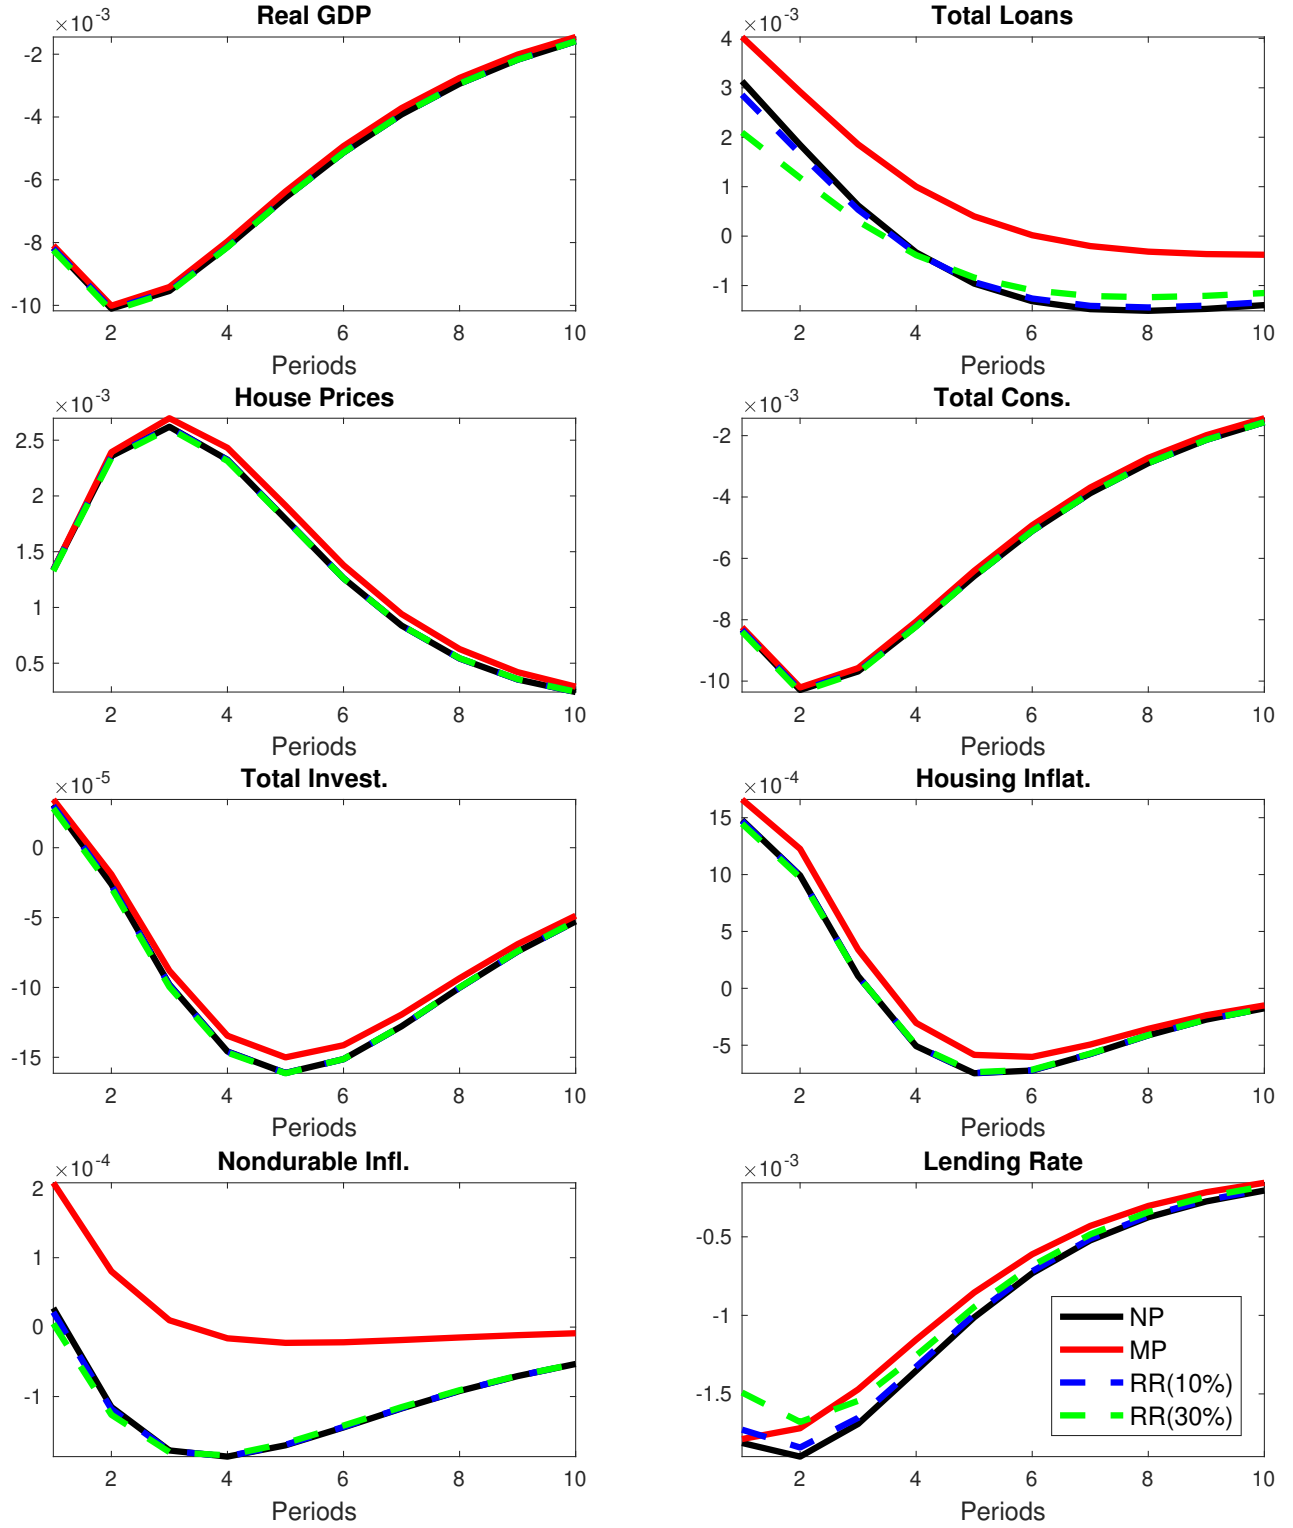 Real GDP
×10-3
-2
-4
-6
-8
-10
2 4 6 8 10
Periods
Total Loans
×10-3
4
3
2
1
0
-1
2 4 6 8 10
Periods
House Prices
×10-3
2.5
2
1.5
1
0.5
2 4 6 8 10
Periods
Total Cons.
×10-3
-2
-4
-6
-8
-10
2 4 6 8 10
Periods
Total Invest.
×10-5
0
-5
-10
-15
2 4 6 8 10
Periods
Housing Inflat.
×10-4
15
10
5
0
-5
2 4 6 8 10
Periods
Nondurable Infl.
×10-4
2
1
0
-1
2 4 6 8 10
Periods
Lending Rate
×10-3
-0.5
-1
-1.5
NP
MP
RR(10%)
RR(30%)
2 4 6 8 10
Periods